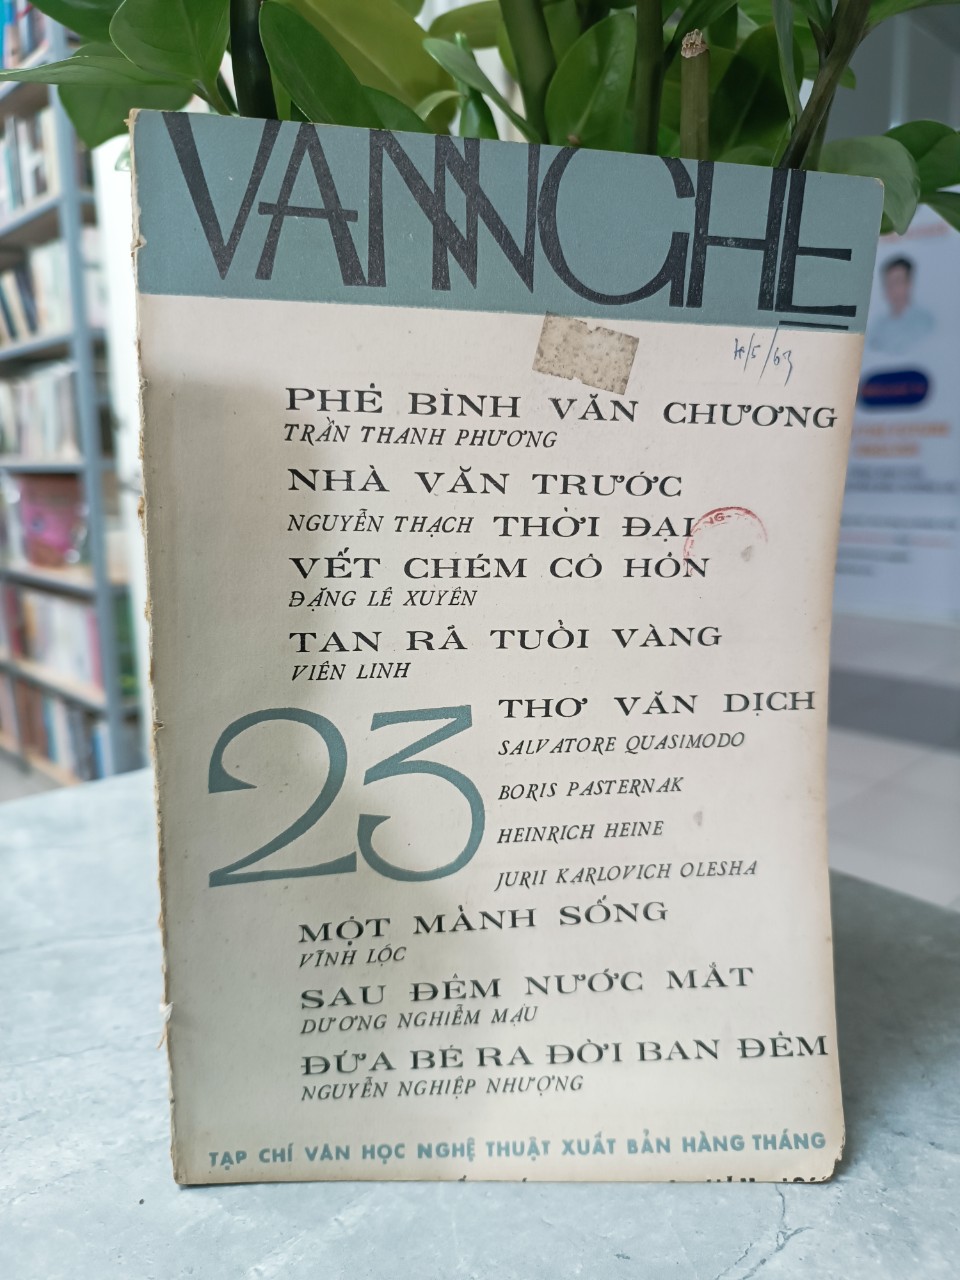 VĂN NGHỆ
PHÊ BÌNH VĂN CHƯƠNG
TRẦN THANH PHƯƠNG
NHÀ VĂN TRƯỚC
NGUYỄN THẠCH THỜI ĐẠI
VẾT CHÉM CÔ HỒN
ĐẶNG LÊ XUYÊN
TAN RÃ TUỔI VÀNG
VIÊN LINH
23
THƠ VĂN DỊCH
SALVATORE QUASIMODO
BORIS PASTERNAK
HEINRICH HEINE
JURII KARLOVICH OLESHA
MỘT MẢNH SỐNG
VĨNH LỘC
SAU ĐÊM NƯỚC MẮT
DƯƠNG NGHIỄM MẬU
ĐỨA BÉ RA ĐỜI BAN ĐÊM
NGUYỄN NGHIỆP NHƯỢNG
TẠP CHÍ VĂN HỌC NGHỆ THUẬT XUẤT BẢN HÀNG THÁNG